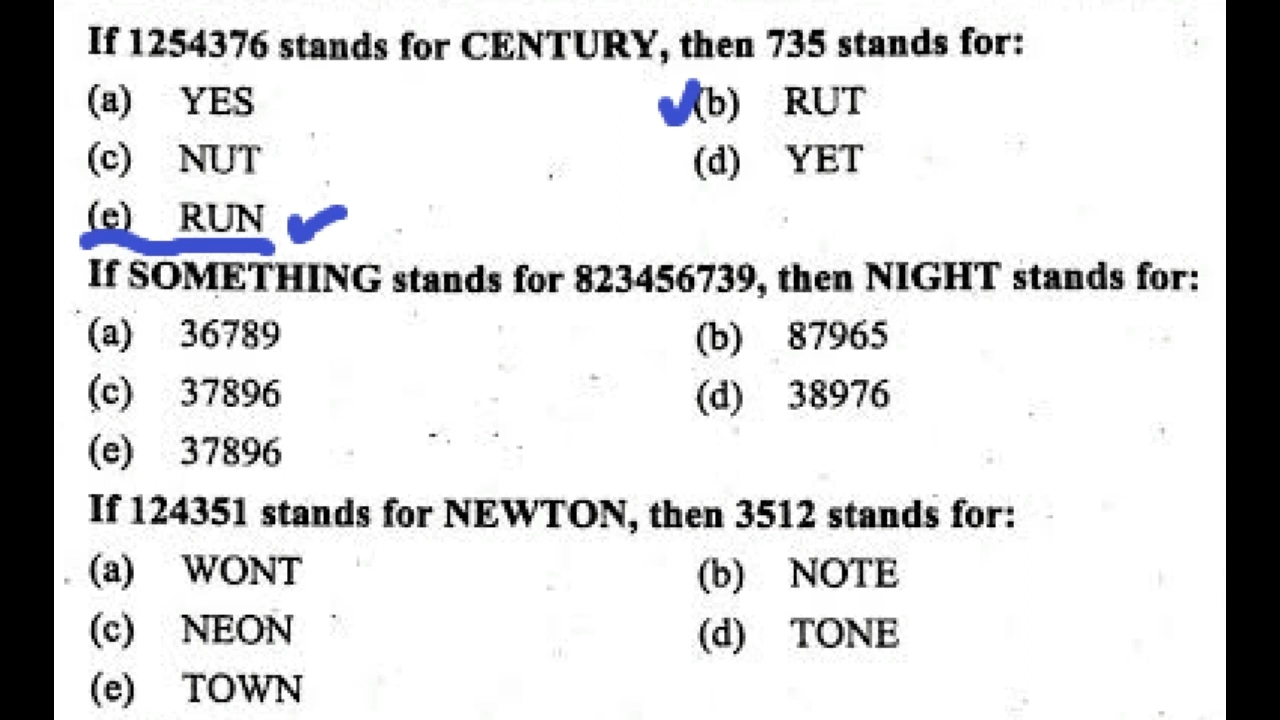 If 1254376 stands for CENTURY, then 735 stands for:
(a) YES (b) RUT
(c) NUT (d) YET
(e) RUN
If SOMETHING stands for 823456739, then NIGHT stands for:
(a) 36789 (b) 87965
(c) 37896 (d) 38976
(e) 37896
If 124351 stands for NEWTON, then 3512 stands for:
(a) WONT (b) NOTE
(c) NEON (d) TONE
(e) TOWN